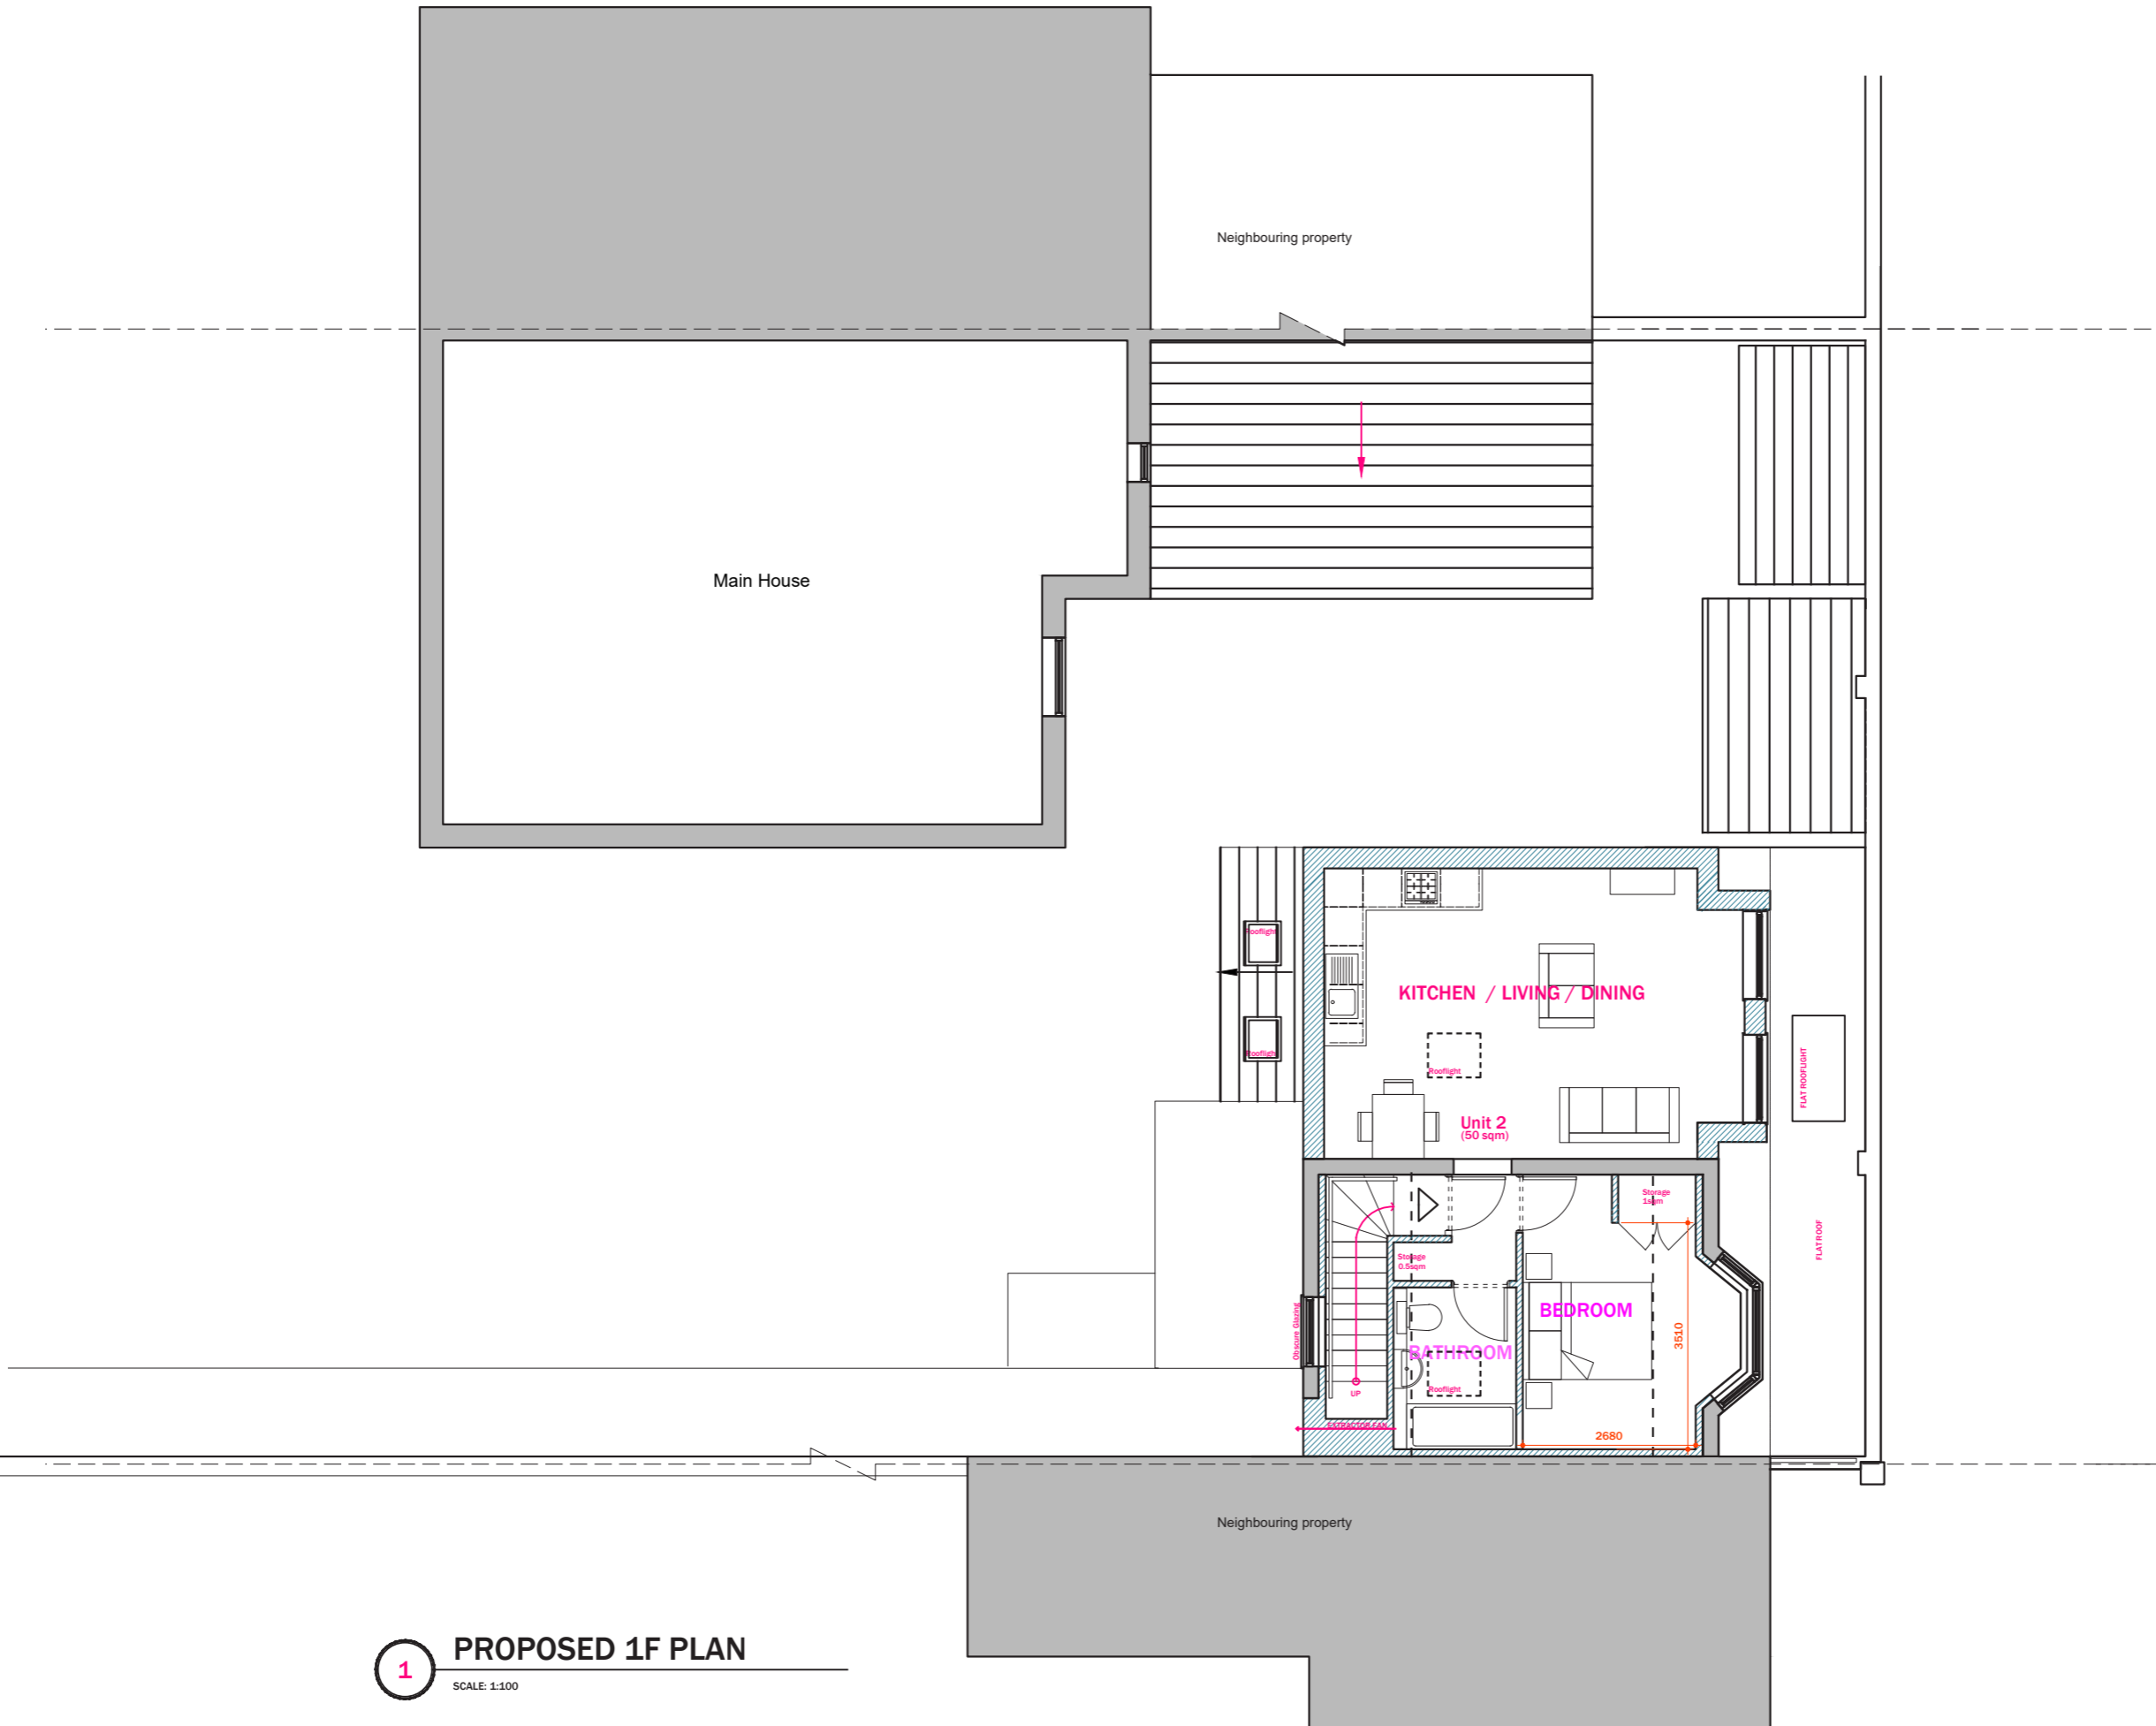 Neighbouring property
Main House
Rooflight
Rooflight
KITCHEN / LIVING / DINING
Rooflight
Unit 2
(50 sqm)
FLAT ROOFLIGHT
Storage
1sqm
FLAT ROOF
Storage
0.5sqm
Obscure Glazing
BEDROOM
3510
BATHROOM
Rooflight
UP
EXTRACTOR FAN
2680
Neighbouring property
1
PROPOSED 1F PLAN
SCALE: 1:100